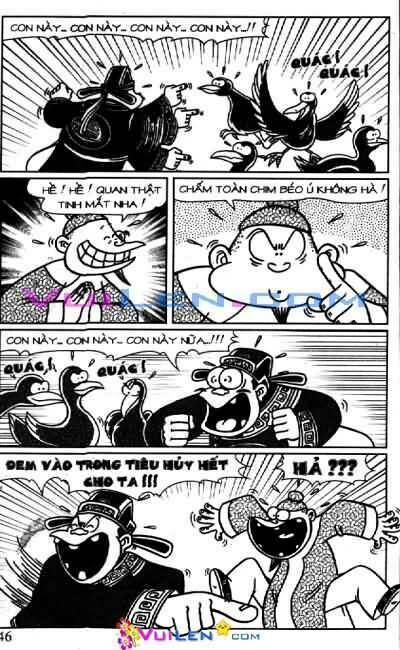 CON NÀY... CON NÀY... CON NÀY... CON NÀY...!!
QUÁC!
QUÁC!
HỀ! HỀ! QUAN THẬT
TINH MẮT NHA!
CHẤM TOÀN CHIM BÉO Ú KHÔNG HÀ!
VUILEN.COM
CON NÀY... CON NÀY... CON NÀY NỮA...!!!
QUÁC!
QUÁC!
ĐEM VÀO TRONG TIÊU HỦY HẾT
CHO TA!!!
HẢ???
46
VUILEN.COM